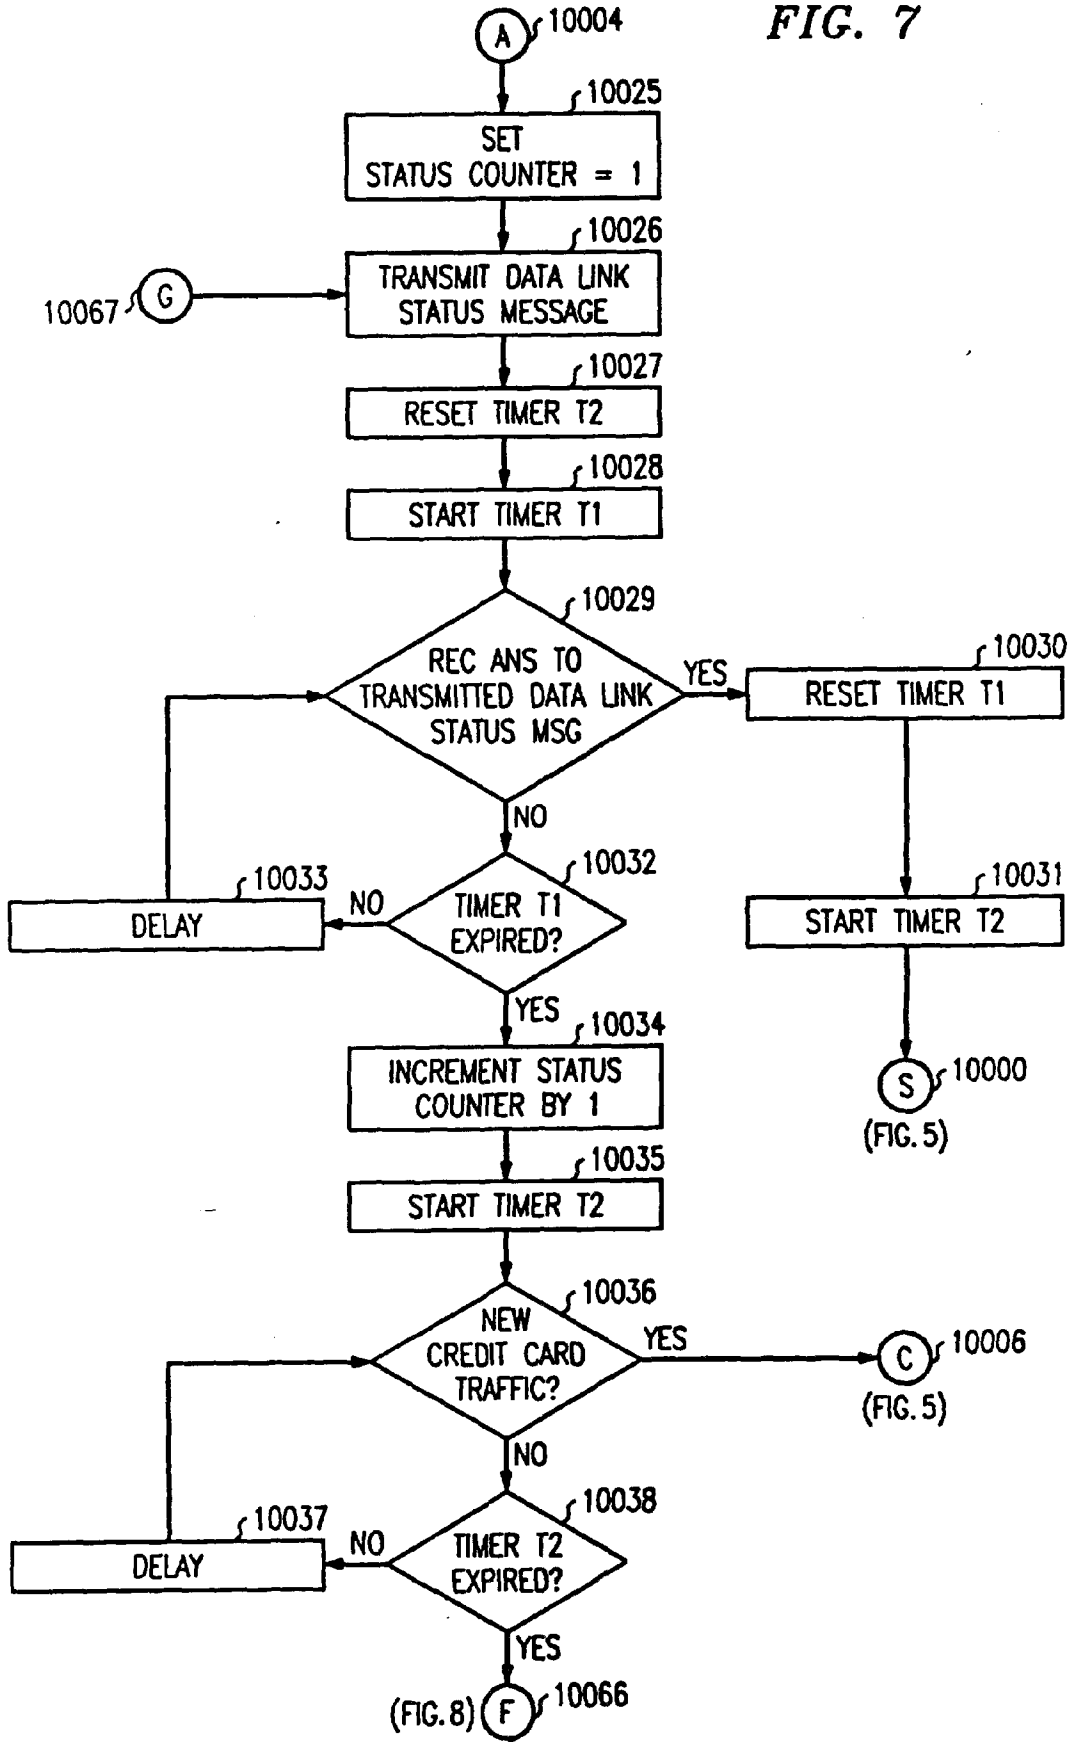 FIG. 7
A
10004
10025
SET
STATUS COUNTER = 1
10026
TRANSMIT DATA LINK
STATUS MESSAGE
G
10067
10027
RESET TIMER T2
10028
START TIMER T1
10029
REC ANS TO
TRANSMITTED DATA LINK
STATUS MSG
YES
10030
RESET TIMER T1
NO
10032
TIMER T1
EXPIRED?
NO
10033
DELAY
10031
START TIMER T2
YES
10034
INCREMENT STATUS
COUNTER BY 1
S
10000
(FIG. 5)
10035
START TIMER T2
10036
NEW
CREDIT CARD
TRAFFIC?
YES
C
10006
(FIG. 5)
NO
10038
TIMER T2
EXPIRED?
NO
10037
DELAY
YES
(FIG. 8)
F
10066